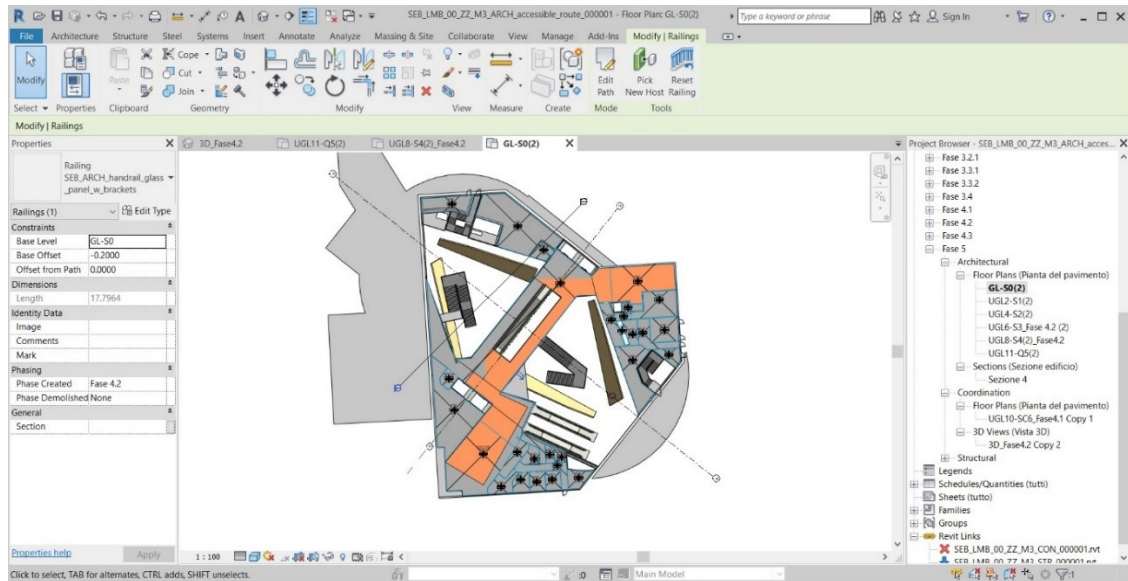 SEB_LMB_00_ZZ_M3_ARCH_accessible_route_000001 - Floor Plan: GL-S0(2)
Type a keyword or phrase
Sign In
File Architecture Structure Steel Systems Insert Annotate Analyze Massing & Site Collaborate View Manage Add-Ins Modify | Railings
Modify
Paste
Cope
Cut
Join
Edit Path
Pick New Host
Reset Railing
Select Properties Clipboard Geometry Modify View Measure Create Mode Tools
Modify | Railings
Properties
3D_Fase4.2 UGL11-Q5(2) UGL8-S4(2)_Fase4.2 GL-S0(2)
Railing
SEB_ARCH_handrail_glass
_panel_w_brackets
Railings (1) Edit Type
Constraints
Base Level GL-S0
Base Offset -0.2000
Offset from Path 0.0000
Dimensions
Length 17.7964
Identity Data
Image
Comments
Mark
Phasing
Phase Created Fase 4.2
Phase Demolished None
General
Section
Properties help Apply
1 : 100
Project Browser - SEB_LMB_00_ZZ_M3_ARCH_acces...
Fase 3.2.1
Fase 3.3.1
Fase 3.3.2
Fase 3.4
Fase 4.1
Fase 4.2
Fase 4.3
Fase 5
Architectural
Floor Plans (Pianta del pavimento)
GL-S0(2)
UGL2-S1(2)
UGL4-S2(2)
UGL6-S3_Fase 4.2 (2)
UGL8-S4(2)_Fase4.2
UGL11-Q5(2)
Sections (Sezione edificio)
Sezione 4
Coordination
Floor Plans (Pianta del pavimento)
UGL10-SC6_Fase4.1 Copy 1
3D Views (Vista 3D)
3D_Fase4.2 Copy 2
Structural
Legends
Schedules/Quantities (tutti)
Sheets (tutto)
Families
Groups
Revit Links
SEB_LMB_00_ZZ_M3_CON_000001.rvt
SEB_LMB_00_ZZ_M3_STR_000001.rvt
Click to select, TAB for alternates, CTRL adds, SHIFT unselects. :0 Main Model :1